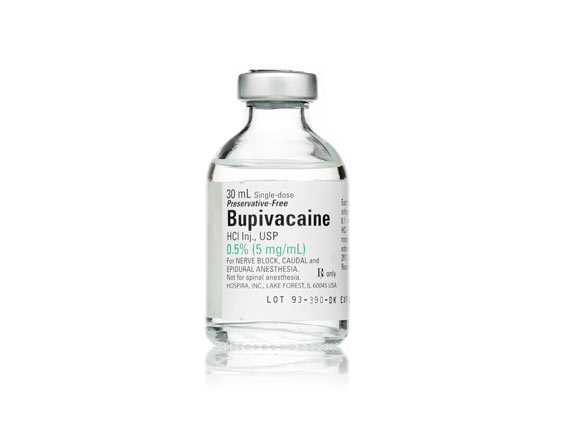 30 mL Single-dose
Preservative-Free
Bupivacaine
HCl Inj., USP
0.5% (5 mg/mL)
For NERVE BLOCK, CAUDAL and
EPIDURAL ANESTHESIA.
Not for spinal anesthesia.
℞ only
HOSPIRA, INC., LAKE FOREST, IL 60045 USA
LOT 93-390-DK EXP